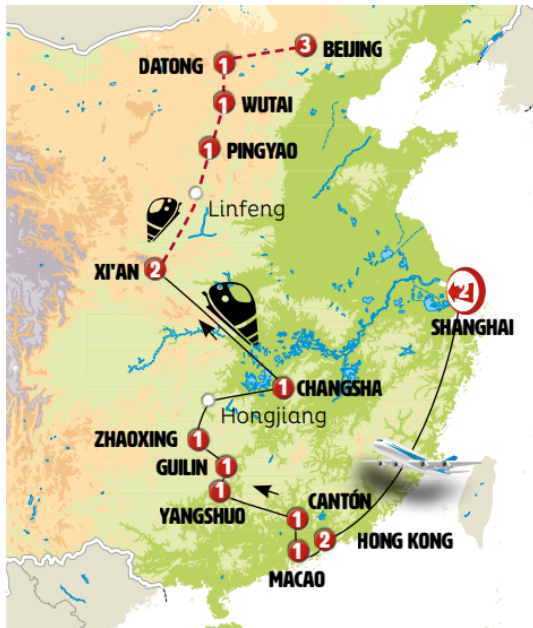 3 BEIJING
DATONG 1
1 WUTAI
1 PINGYAO
Linfeng
XI'AN 2
2
SHANGHAI
1 CHANGSHA
Hongjiang
ZHAOXING 1
GUILIN 1
1
YANGSHUO
CANTÓN
1
2 HONG KONG
1
MACAO